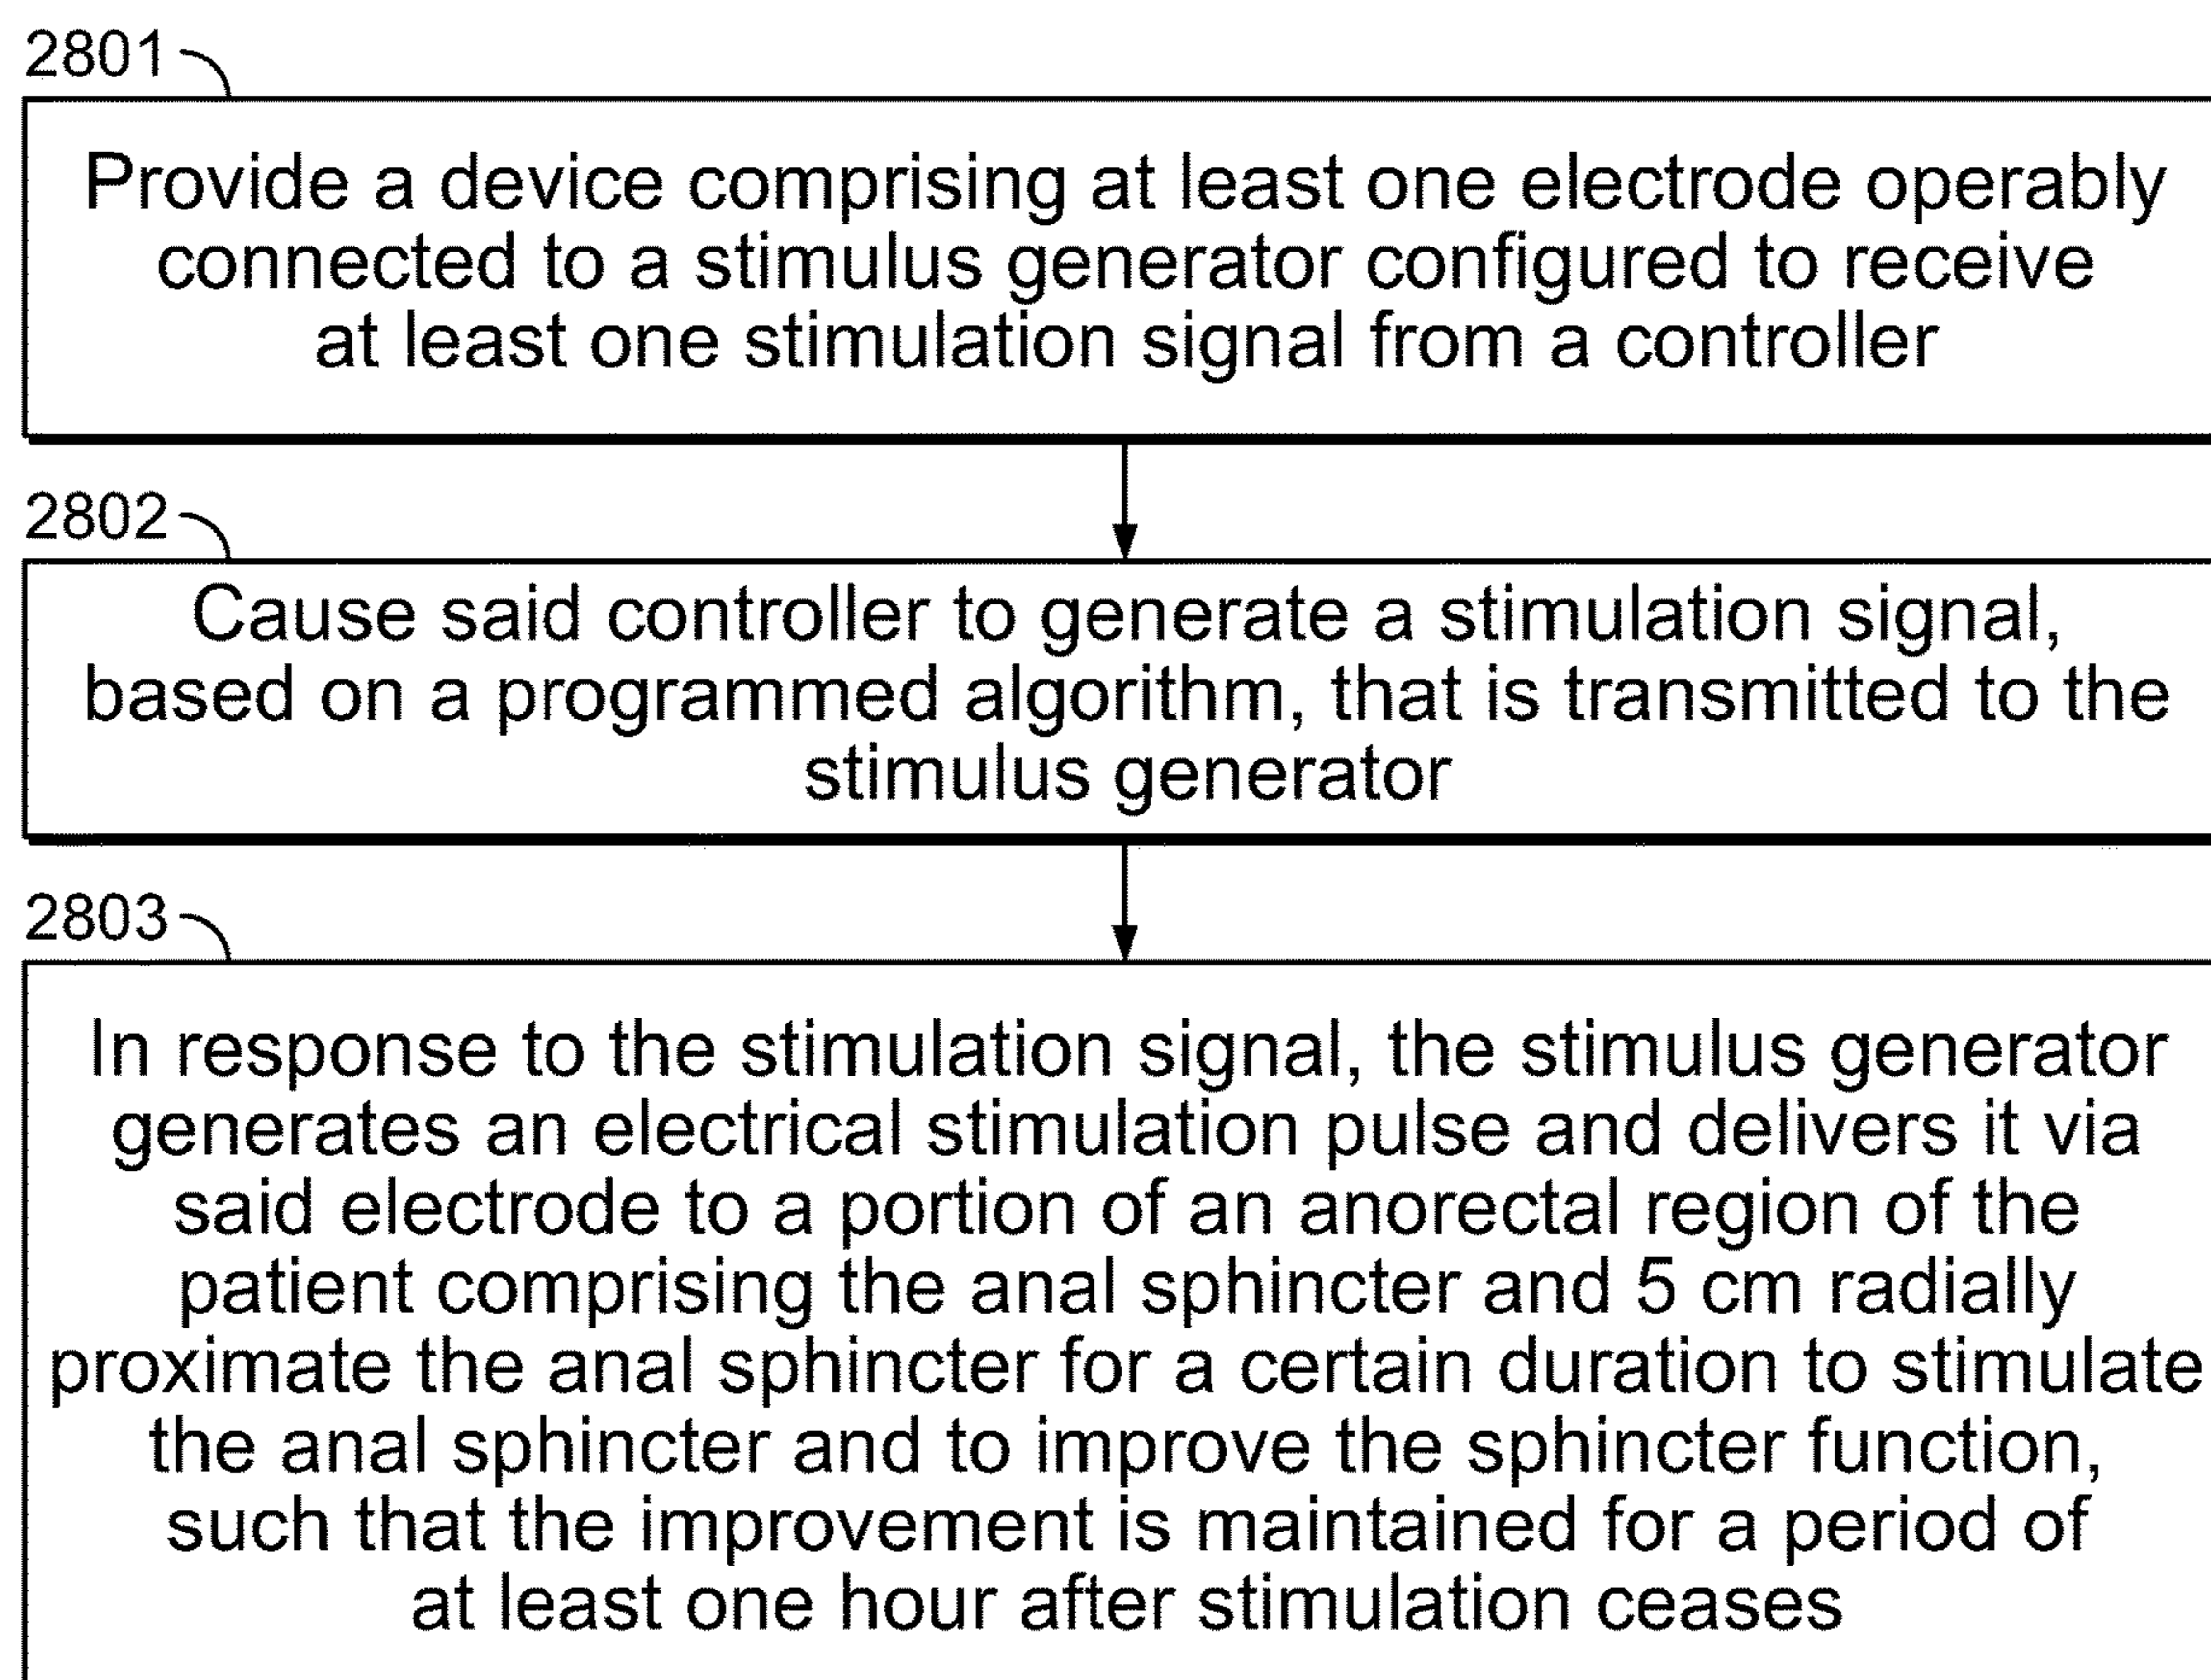 2801
Provide a device comprising at least one electrode operably
connected to a stimulus generator configured to receive
at least one stimulation signal from a controller
2802
Cause said controller to generate a stimulation signal,
based on a programmed algorithm, that is transmitted to the
stimulus generator
2803
In response to the stimulation signal, the stimulus generator
generates an electrical stimulation pulse and delivers it via
said electrode to a portion of an anorectal region of the
patient comprising the anal sphincter and 5 cm radially
proximate the anal sphincter for a certain duration to stimulate
the anal sphincter and to improve the sphincter function,
such that the improvement is maintained for a period of
at least one hour after stimulation ceases